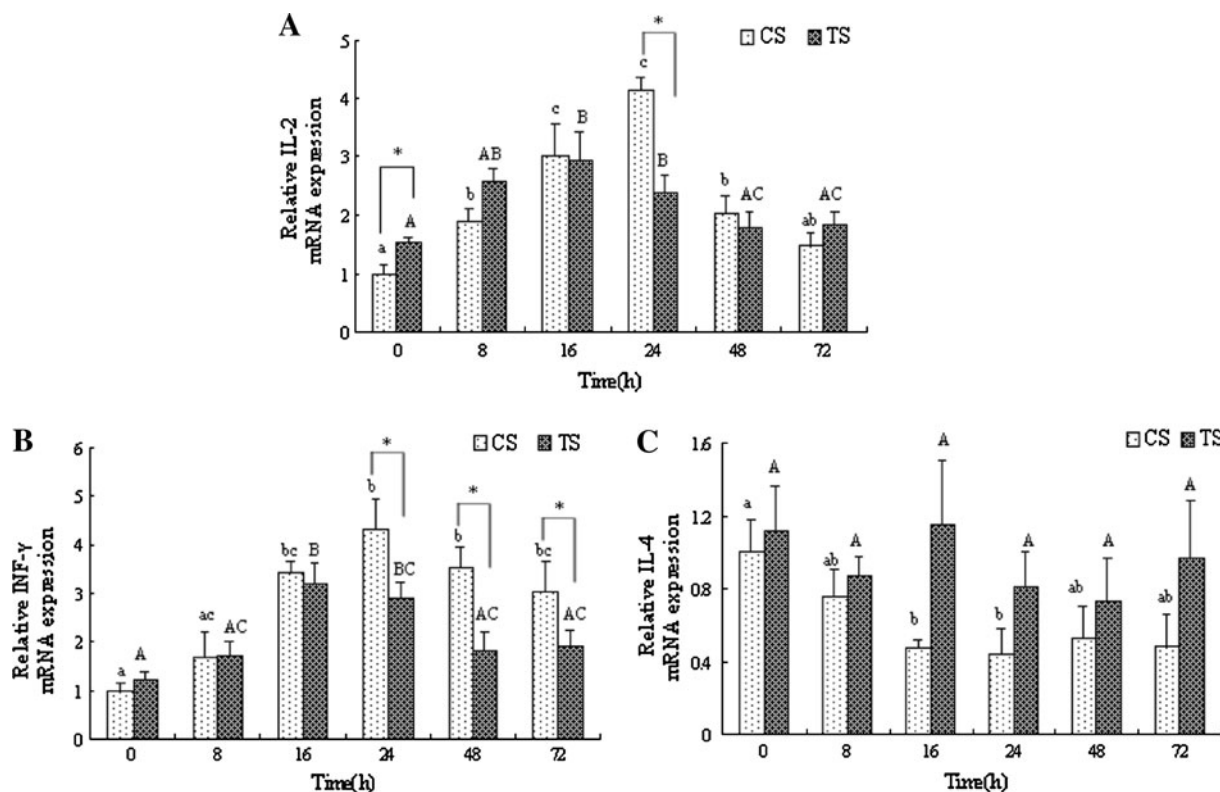 A
Relative IL-2
mRNA expression
5
4
3
2
1
0
CS TS
*
*
a A b AB c B c B b AC ab AC
0 8 16 24 48 72
Time(h)
B
Relative INF-γ
mRNA expression
6
5
4
3
2
1
0
CS TS
* * *
a A ac AC bc B b BC b AC bc AC
0 8 16 24 48 72
Time(h)
C
Relative IL-4
mRNA expression
1.6
1.2
0.8
0.4
0
CS TS
a A ab A b A b A ab A ab A
0 8 16 24 48 72
Time(h)